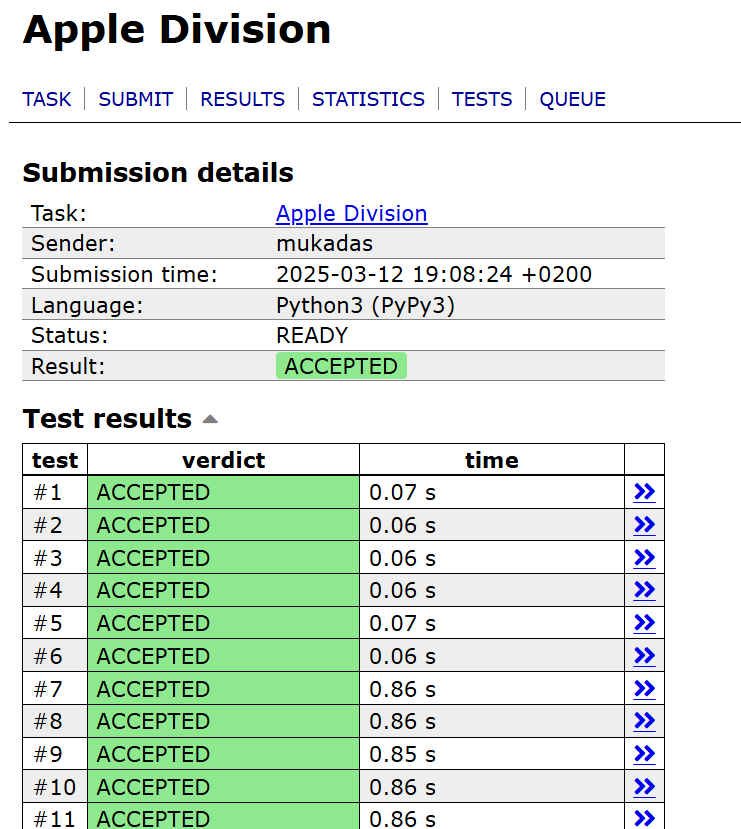 Apple Division
TASK SUBMIT RESULTS STATISTICS TESTS QUEUE
Submission details
Task: Apple Division
Sender: mukadas
Submission time: 2025-03-12 19:08:24 +0200
Language: Python3 (PyPy3)
Status: READY
Result: ACCEPTED
Test results
test verdict time
#1 ACCEPTED 0.07 s
#2 ACCEPTED 0.06 s
#3 ACCEPTED 0.06 s
#4 ACCEPTED 0.06 s
#5 ACCEPTED 0.07 s
#6 ACCEPTED 0.06 s
#7 ACCEPTED 0.86 s
#8 ACCEPTED 0.86 s
#9 ACCEPTED 0.85 s
#10 ACCEPTED 0.86 s
#11 ACCEPTED 0.86 s